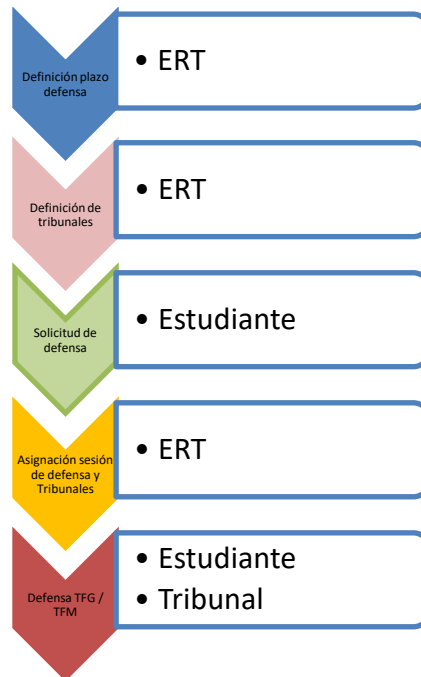 Definición plazo
defensa
• ERT
Definición de
tribunales
• ERT
Solicitud de
defensa
• Estudiante
Asignación sesión
de defensa y
Tribunales
• ERT
Defensa TFG /
TFM
• Estudiante
• Tribunal